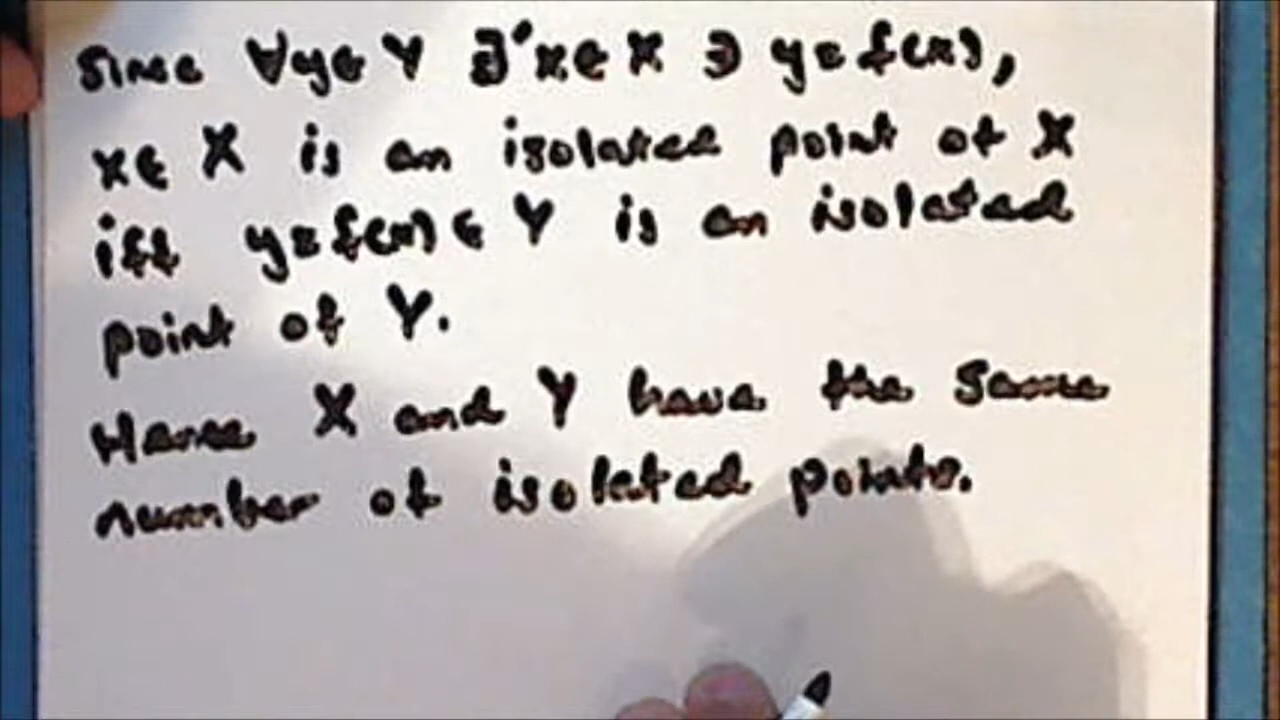 Since ∀y∈Y ∃'x∈X ∋ y=f(x),
x∈X is an isolated point of X
iff y=f(x)∈Y is an isolated
point of Y.
Hence X and Y have the same
number of isolated points.